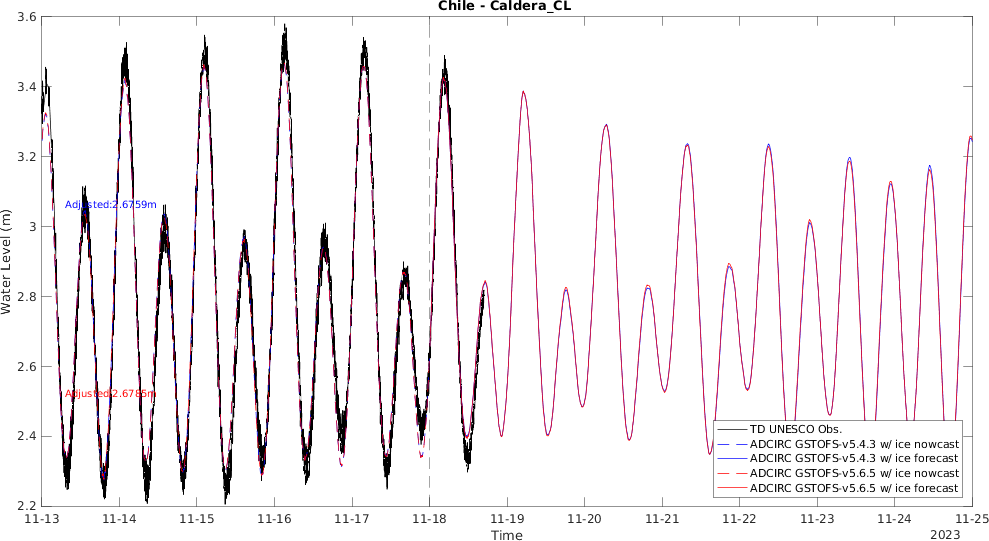 Chile - Caldera_CL
3.6
3.4
3.2
3
2.8
2.6
2.4
2.2
Water Level (m)
Adjusted:2.6759m
Adjusted:2.6785m
TD UNESCO Obs.
ADCIRC GSTOFS-v5.4.3 w/ ice nowcast
ADCIRC GSTOFS-v5.4.3 w/ ice forecast
ADCIRC GSTOFS-v5.6.5 w/ ice nowcast
ADCIRC GSTOFS-v5.6.5 w/ ice forecast
11-13 11-14 11-15 11-16 11-17 11-18 11-19 11-20 11-21 11-22 11-23 11-24 11-25
Time
2023